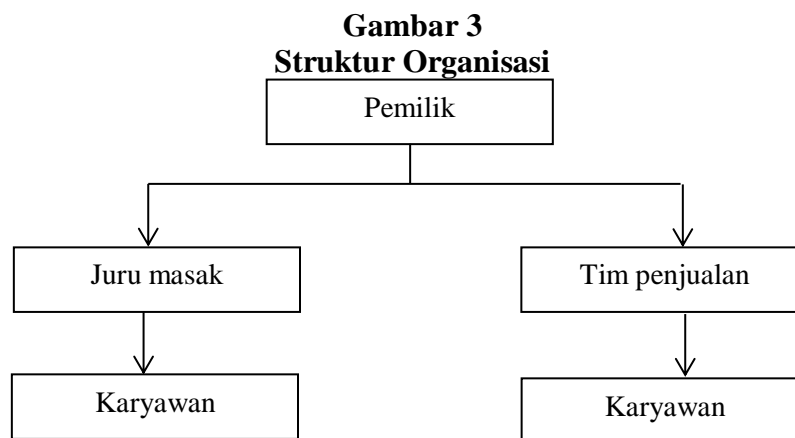 Gambar 3
Struktur Organisasi
Pemilik
Juru masak
Tim penjualan
Karyawan
Karyawan